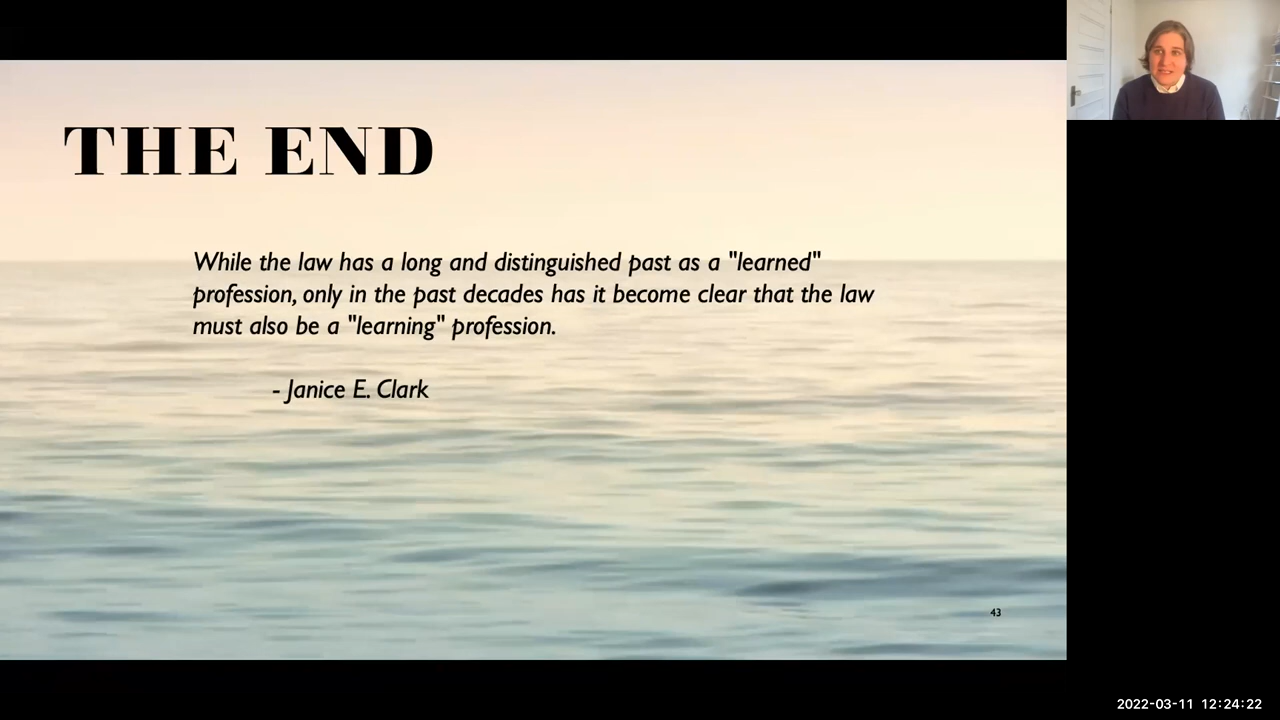 THE END
While the law has a long and distinguished past as a "learned"
profession, only in the past decades has it become clear that the law
must also be a "learning" profession.
- Janice E. Clark
43
2022-03-11 12:24:22